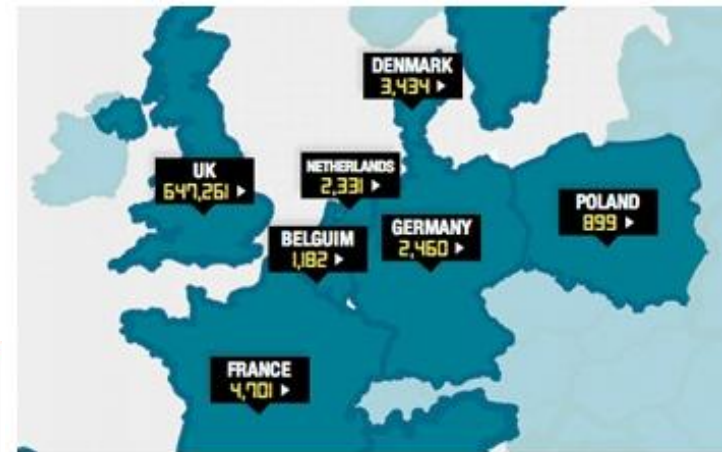 DENMARK
3,434
UK
647,261
NETHERLANDS
2,331
POLAND
899
GERMANY
2,460
BELGUIM
1,182
FRANCE
4,701